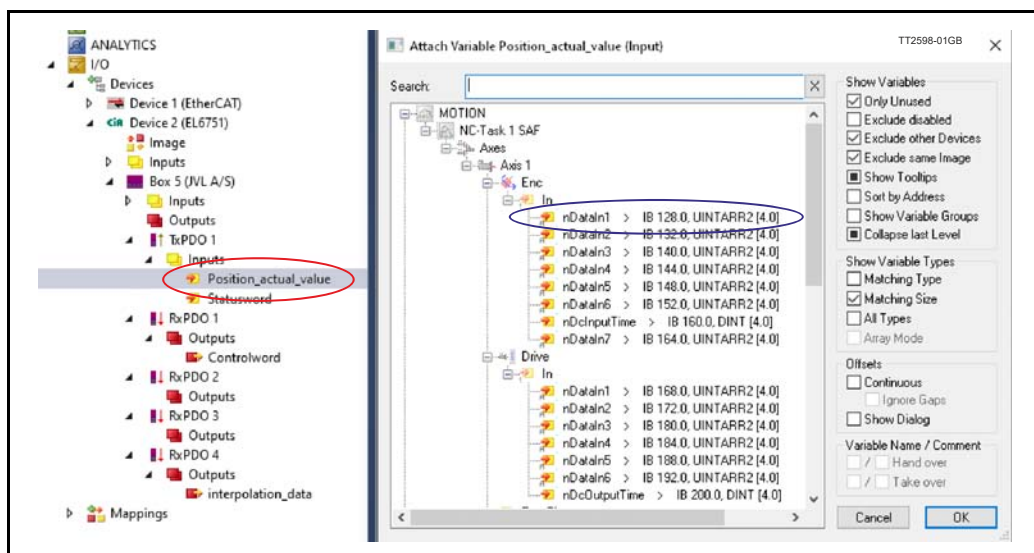 ANALYTICS
I/O
Devices
Device 1 (EtherCAT)
Device 2 (EL6751)
Image
Inputs
Box 5 (JVL A/S)
Inputs
Outputs
TxPDO 1
Inputs
Position_actual_value
Statusword
RxPDO 1
Outputs
Controlword
RxPDO 2
Outputs
RxPDO 3
Outputs
RxPDO 4
Outputs
interpolation_data
Mappings
Attach Variable Position_actual_value (Input)
TT2598-01GB
Search:
MOTION
NC-Task 1 SAF
Axes
Axis 1
Enc
In
nDataIn1 > IB 128.0, UINTARR2 [4.0]
nDataIn2 > IB 132.0, UINTARR2 [4.0]
nDataIn3 > IB 140.0, UINTARR2 [4.0]
nDataIn4 > IB 144.0, UINTARR2 [4.0]
nDataIn5 > IB 148.0, UINTARR2 [4.0]
nDataIn6 > IB 152.0, UINTARR2 [4.0]
nDcInputTime > IB 160.0, DINT [4.0]
nDataIn7 > IB 164.0, UINTARR2 [4.0]
Drive
In
nDataIn1 > IB 168.0, UINTARR2 [4.0]
nDataIn2 > IB 172.0, UINTARR2 [4.0]
nDataIn3 > IB 180.0, UINTARR2 [4.0]
nDataIn4 > IB 184.0, UINTARR2 [4.0]
nDataIn5 > IB 188.0, UINTARR2 [4.0]
nDataIn6 > IB 192.0, UINTARR2 [4.0]
nDcOutputTime > IB 200.0, DINT [4.0]
Show Variables
Only Unused
Exclude disabled
Exclude other Devices
Exclude same Image
Show Tooltips
Sort by Address
Show Variable Groups
Collapse last Level
Show Variable Types
Matching Type
Matching Size
All Types
Array Mode
Offsets
Continuous
Ignore Gaps
Show Dialog
Variable Name / Comment
/ Hand over
/ Take over
Cancel
OK